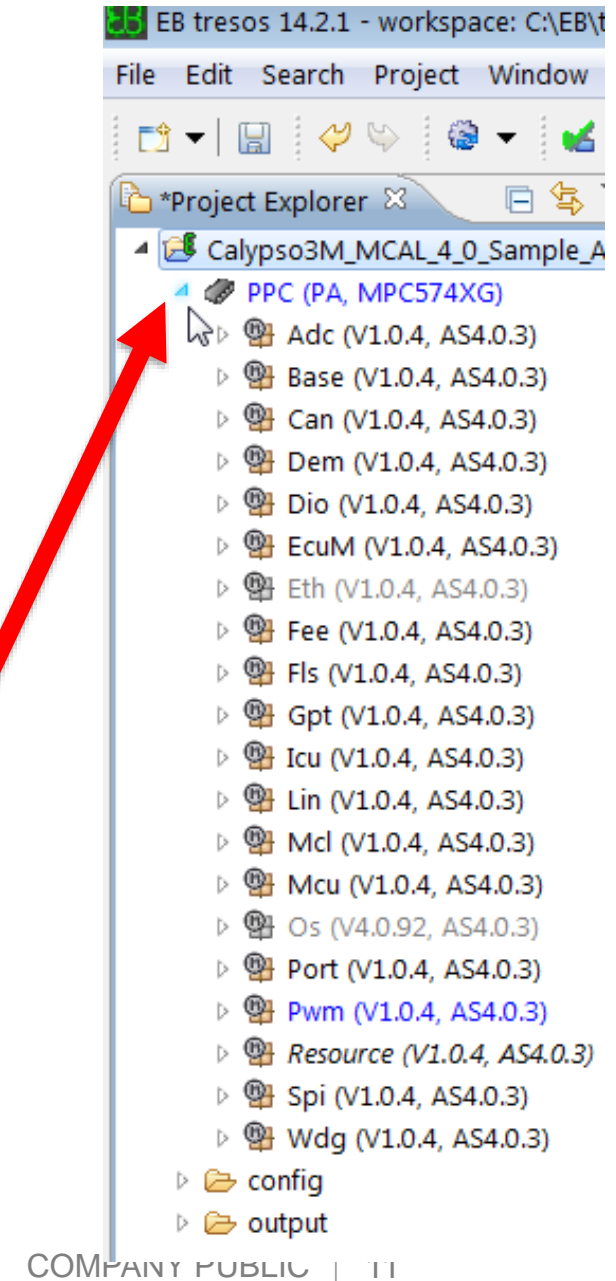 EB tresos 14.2.1 - workspace: C:\EB\t
File Edit Search Project Window
*Project Explorer
Calypso3M_MCAL_4_0_Sample_A
PPC (PA, MPC574XG)
Adc (V1.0.4, AS4.0.3)
Base (V1.0.4, AS4.0.3)
Can (V1.0.4, AS4.0.3)
Dem (V1.0.4, AS4.0.3)
Dio (V1.0.4, AS4.0.3)
EcuM (V1.0.4, AS4.0.3)
Eth (V1.0.4, AS4.0.3)
Fee (V1.0.4, AS4.0.3)
Fls (V1.0.4, AS4.0.3)
Gpt (V1.0.4, AS4.0.3)
Icu (V1.0.4, AS4.0.3)
Lin (V1.0.4, AS4.0.3)
Mcl (V1.0.4, AS4.0.3)
Mcu (V1.0.4, AS4.0.3)
Os (V4.0.92, AS4.0.3)
Port (V1.0.4, AS4.0.3)
Pwm (V1.0.4, AS4.0.3)
Resource (V1.0.4, AS4.0.3)
Spi (V1.0.4, AS4.0.3)
Wdg (V1.0.4, AS4.0.3)
config
output
COMPANY PUBLIC |